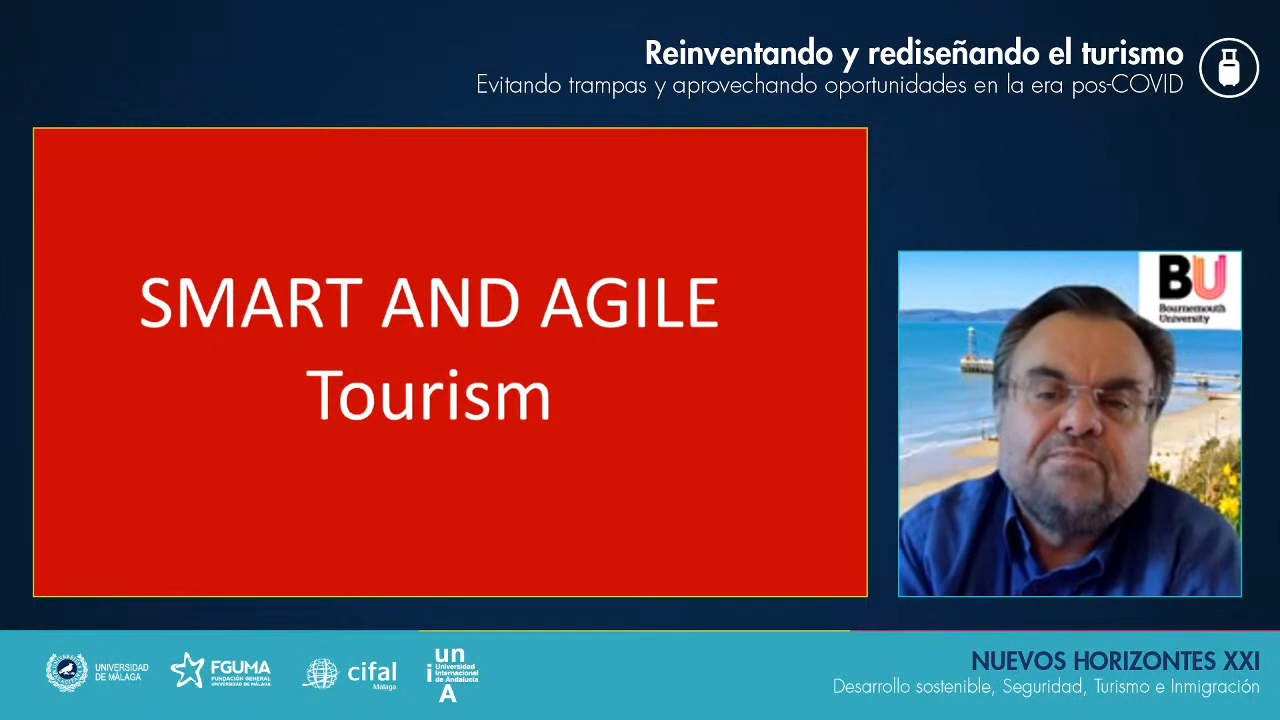 Reinventando y rediseñando el turismo
Evitando trampas y aprovechando oportunidades en la era pos-COVID
SMART AND AGILE
Tourism
BU
Bournemouth
University
UNIVERSIDAD
DE MÁLAGA
FGUMA
FUNDACIÓN GENERAL
UNIVERSIDAD DE MÁLAGA
cifal
Malaga
un
i
Universidad
Internacional
de Andalucía
A
NUEVOS HORIZONTES XXI
Desarrollo sostenible, Seguridad, Turismo e Inmigración